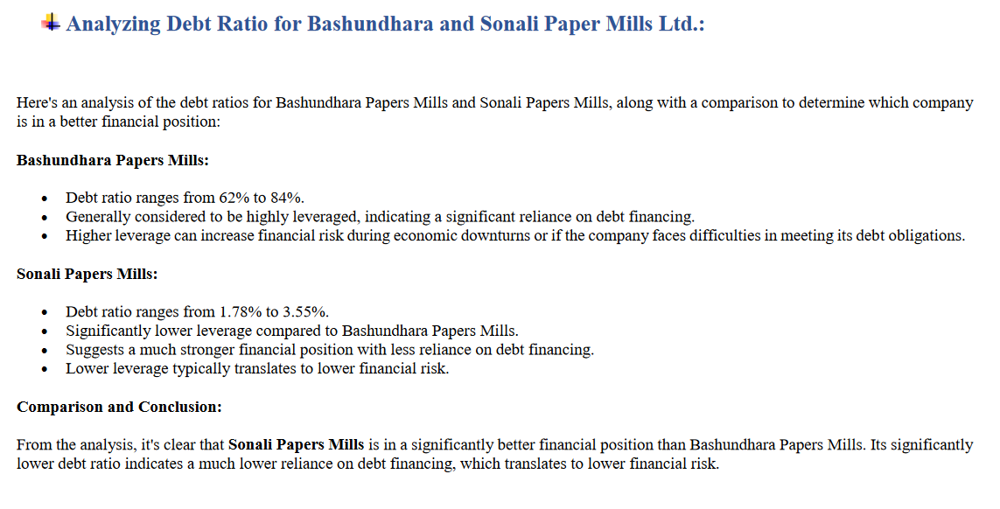 Analyzing Debt Ratio for Bashundhara and Sonali Paper Mills Ltd.:
Here's an analysis of the debt ratios for Bashundhara Papers Mills and Sonali Papers Mills, along with a comparison to determine which company
is in a better financial position:
Bashundhara Papers Mills:
• Debt ratio ranges from 62% to 84%.
• Generally considered to be highly leveraged, indicating a significant reliance on debt financing.
• Higher leverage can increase financial risk during economic downturns or if the company faces difficulties in meeting its debt obligations.
Sonali Papers Mills:
• Debt ratio ranges from 1.78% to 3.55%.
• Significantly lower leverage compared to Bashundhara Papers Mills.
• Suggests a much stronger financial position with less reliance on debt financing.
• Lower leverage typically translates to lower financial risk.
Comparison and Conclusion:
From the analysis, it's clear that Sonali Papers Mills is in a significantly better financial position than Bashundhara Papers Mills. Its significantly
lower debt ratio indicates a much lower reliance on debt financing, which translates to lower financial risk.